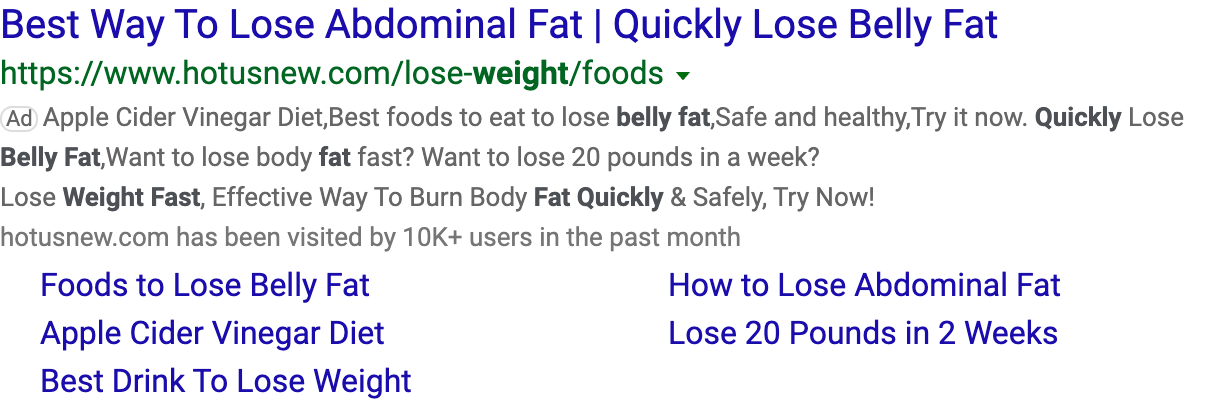 Best Way To Lose Abdominal Fat | Quickly Lose Belly Fat
https://www.hotusnew.com/lose-weight/foods
Ad Apple Cider Vinegar Diet,Best foods to eat to lose belly fat,Safe and healthy,Try it now. Quickly Lose
Belly Fat,Want to lose body fat fast? Want to lose 20 pounds in a week?
Lose Weight Fast, Effective Way To Burn Body Fat Quickly & Safely, Try Now!
hotusnew.com has been visited by 10K+ users in the past month
Foods to Lose Belly Fat
How to Lose Abdominal Fat
Apple Cider Vinegar Diet
Lose 20 Pounds in 2 Weeks
Best Drink To Lose Weight